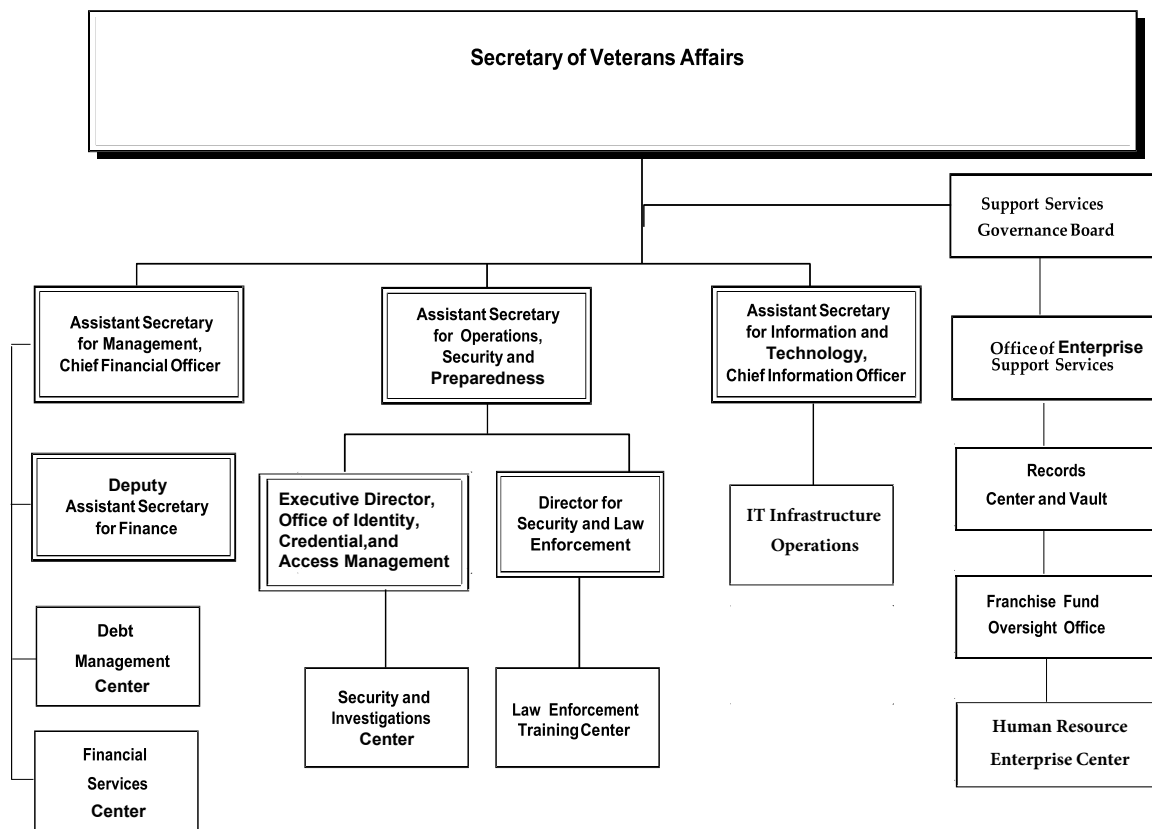 Secretary of Veterans Affairs
Support Services
Governance Board
Assistant Secretary
for Management,
Chief Financial Officer
Assistant Secretary
for Operations,
Security and
Preparedness
Assistant Secretary
for Information and
Technology,
Chief Information Officer
Office of Enterprise
Support Services
Deputy
Assistant Secretary
for Finance
Executive Director,
Office of Identity,
Credential,and
Access Management
Director for
Security and Law
Enforcement
IT Infrastructure
Operations
Records
Center and Vault
Debt
Management
Center
Franchise Fund
Oversight Office
Security and
Investigations
Center
Law Enforcement
Training Center
Human Resource
Enterprise Center
Financial
Services
Center